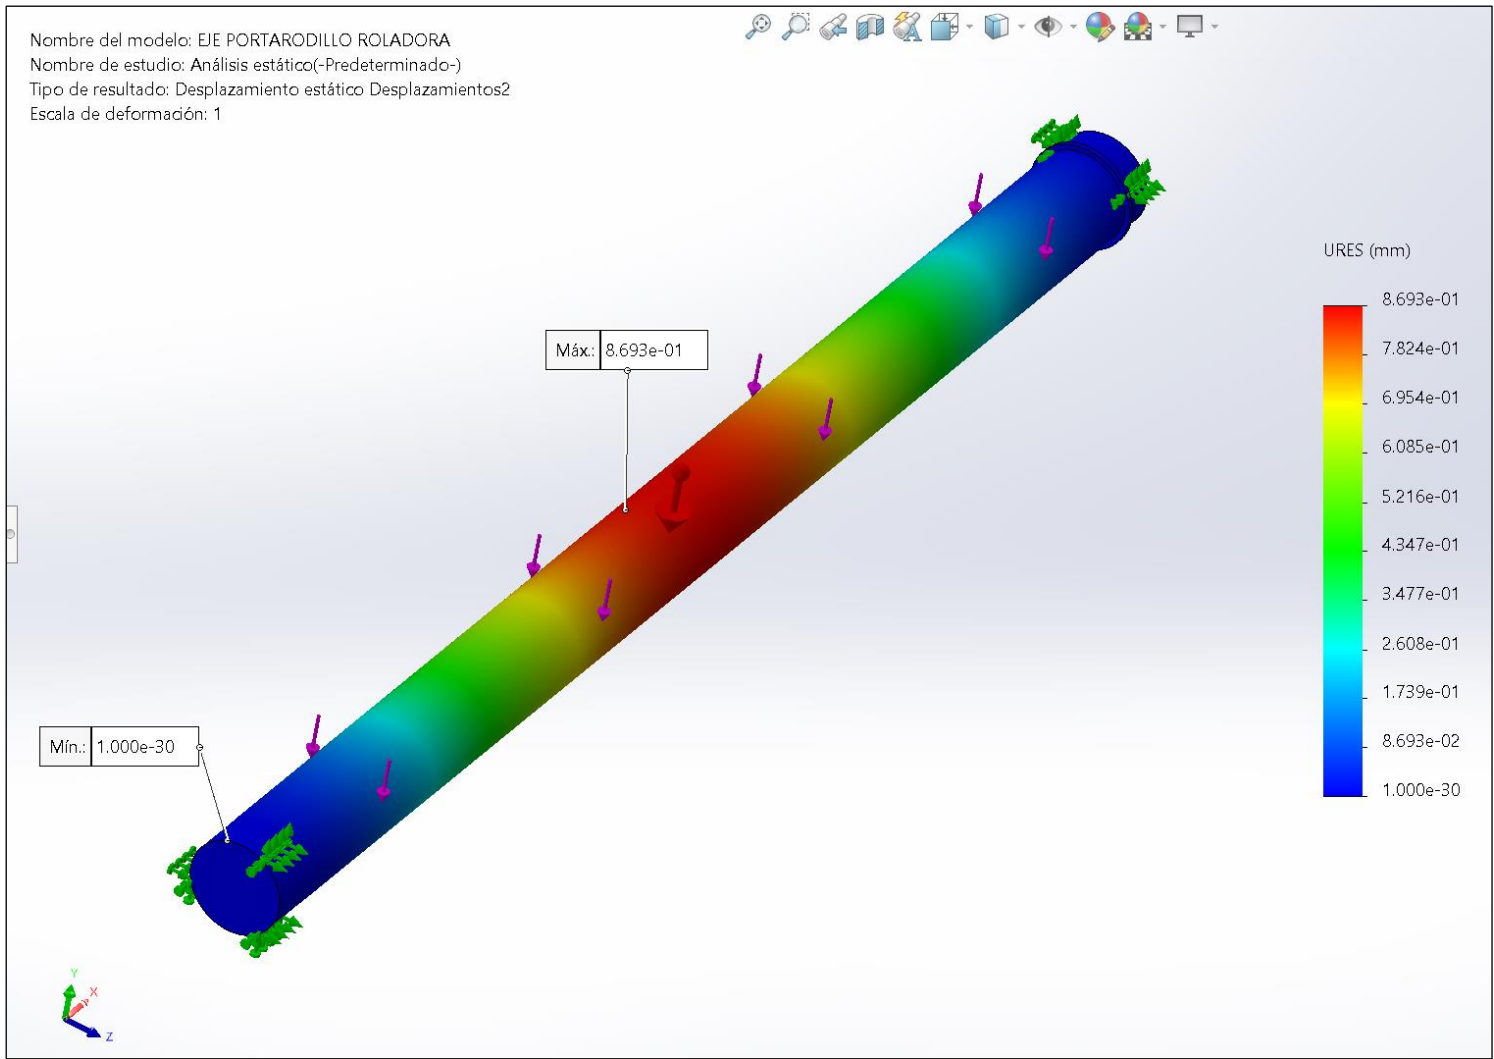 Nombre del modelo: EJE PORTARODILLO ROLADORA
Nombre de estudio: Análisis estático(-Predeterminado-)
Tipo de resultado: Desplazamiento estático Desplazamientos2
Escala de deformación: 1
URES (mm)
8.693e-01
7.824e-01
6.954e-01
6.085e-01
5.216e-01
4.347e-01
3.477e-01
2.608e-01
1.739e-01
8.693e-02
1.000e-30
Máx.: 8.693e-01
Mín.: 1.000e-30
Y
X
Z